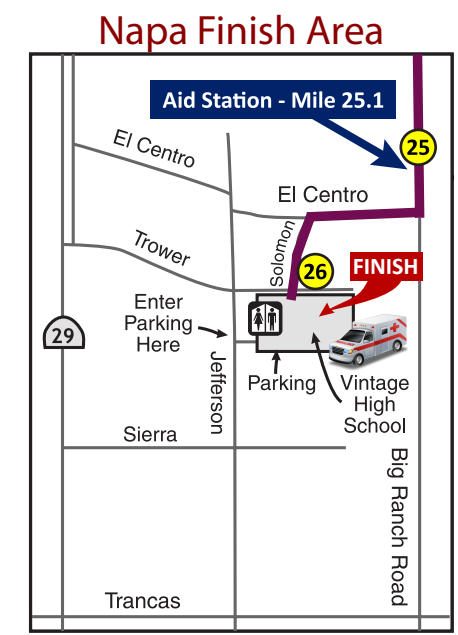 Napa Finish Area
Aid Station - Mile 25.1
25
El Centro
El Centro
Solomon
Trower
26
FINISH
Enter
Parking
Here
29
Jefferson
Parking
Vintage
High
School
Sierra
Big Ranch Road
Trancas